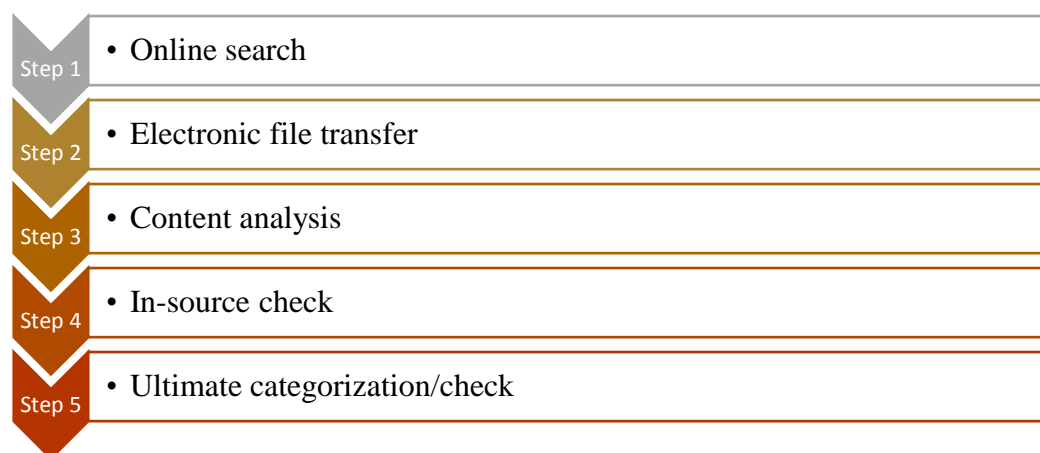 Step 1
• Online search
Step 2
• Electronic file transfer
Step 3
• Content analysis
Step 4
• In-source check
Step 5
• Ultimate categorization/check